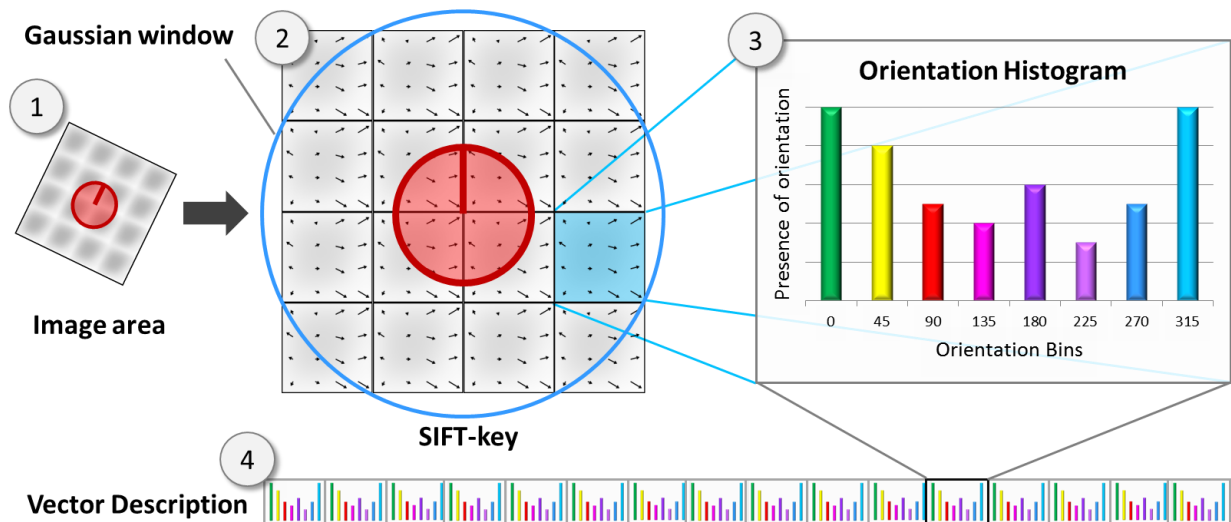 Gaussian window
1
2
3
Orientation Histogram
Presence of orientation
0 45 90 135 180 225 270 315
Orientation Bins
Image area
SIFT-key
4
Vector Description